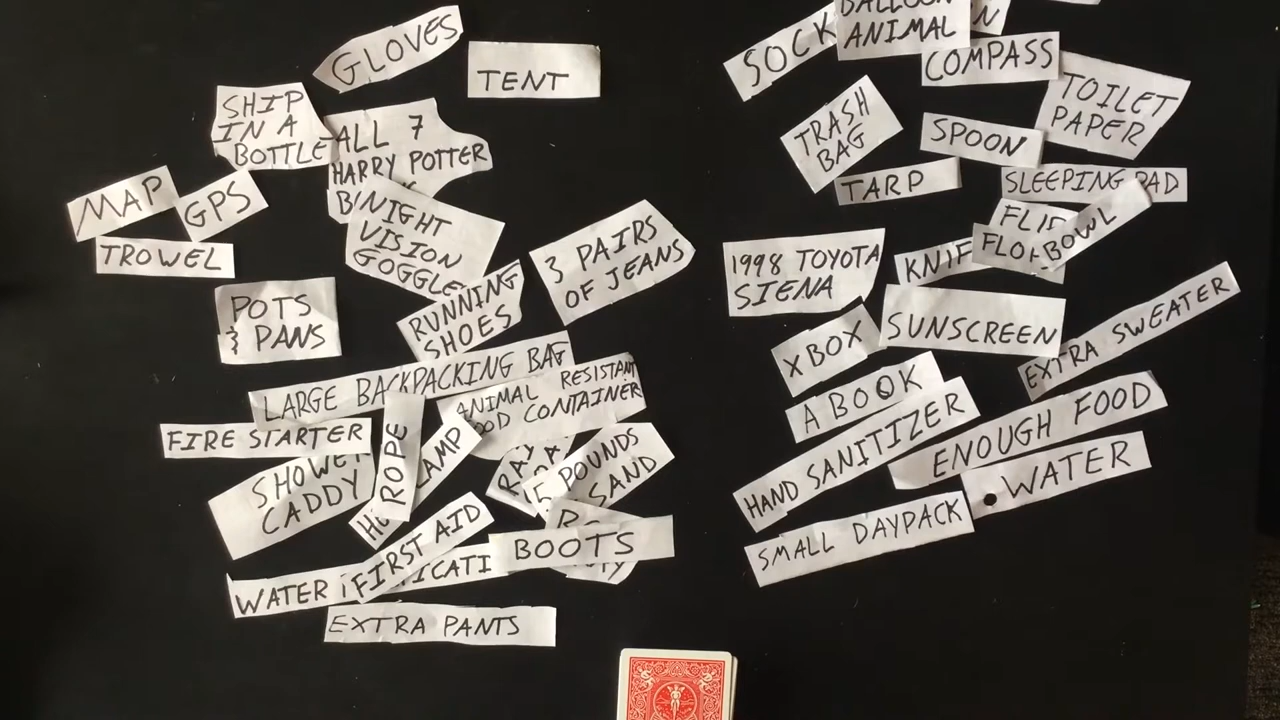 GLOVES
TENT
SHIP
IN A
BOTTLE
ALL 7
HARRY POTTER
MAP
GPS
TROWEL
NIGHT
VISION
GOGGLE
3 PAIRS
OF JEANS
POTS
& PANS
RUNNING
SHOES
LARGE BACKPACKING BAG
ANIMAL RESISTANT
FOOD CONTAINER
FIRE STARTER
SHOWER
CADDY
ROPE
15 POUNDS
SAND
FIRST AID
WATER
BOOTS
EXTRA PANTS
SOCK
BALLOON
ANIMAL
COMPASS
TOILET
PAPER
TRASH
BAG
SPOON
TARP
SLEEPING PAD
BOWL
1998 TOYOTA
SIENA
KNIF
SUNSCREEN
XBOX
EXTRA SWEATER
A BOOK
HAND SANITIZER
ENOUGH FOOD
WATER
SMALL DAYPACK